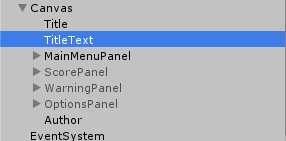 Canvas
Title
TitleText
MainMenuPanel
ScorePanel
WarningPanel
OptionsPanel
Author
EventSystem